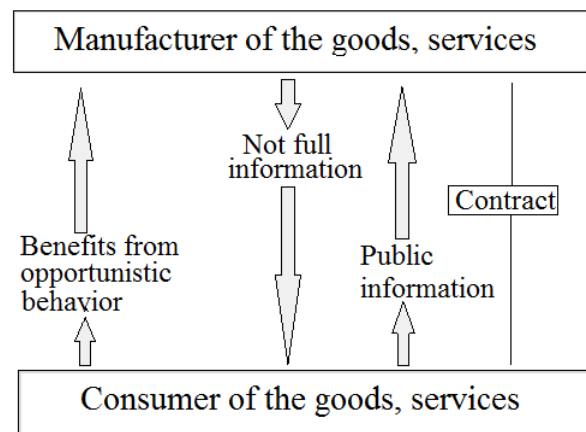 Manufacturer of the goods, services
Not full
information
Contract
Benefits from
opportunistic
behavior
Public
information
Consumer of the goods, services